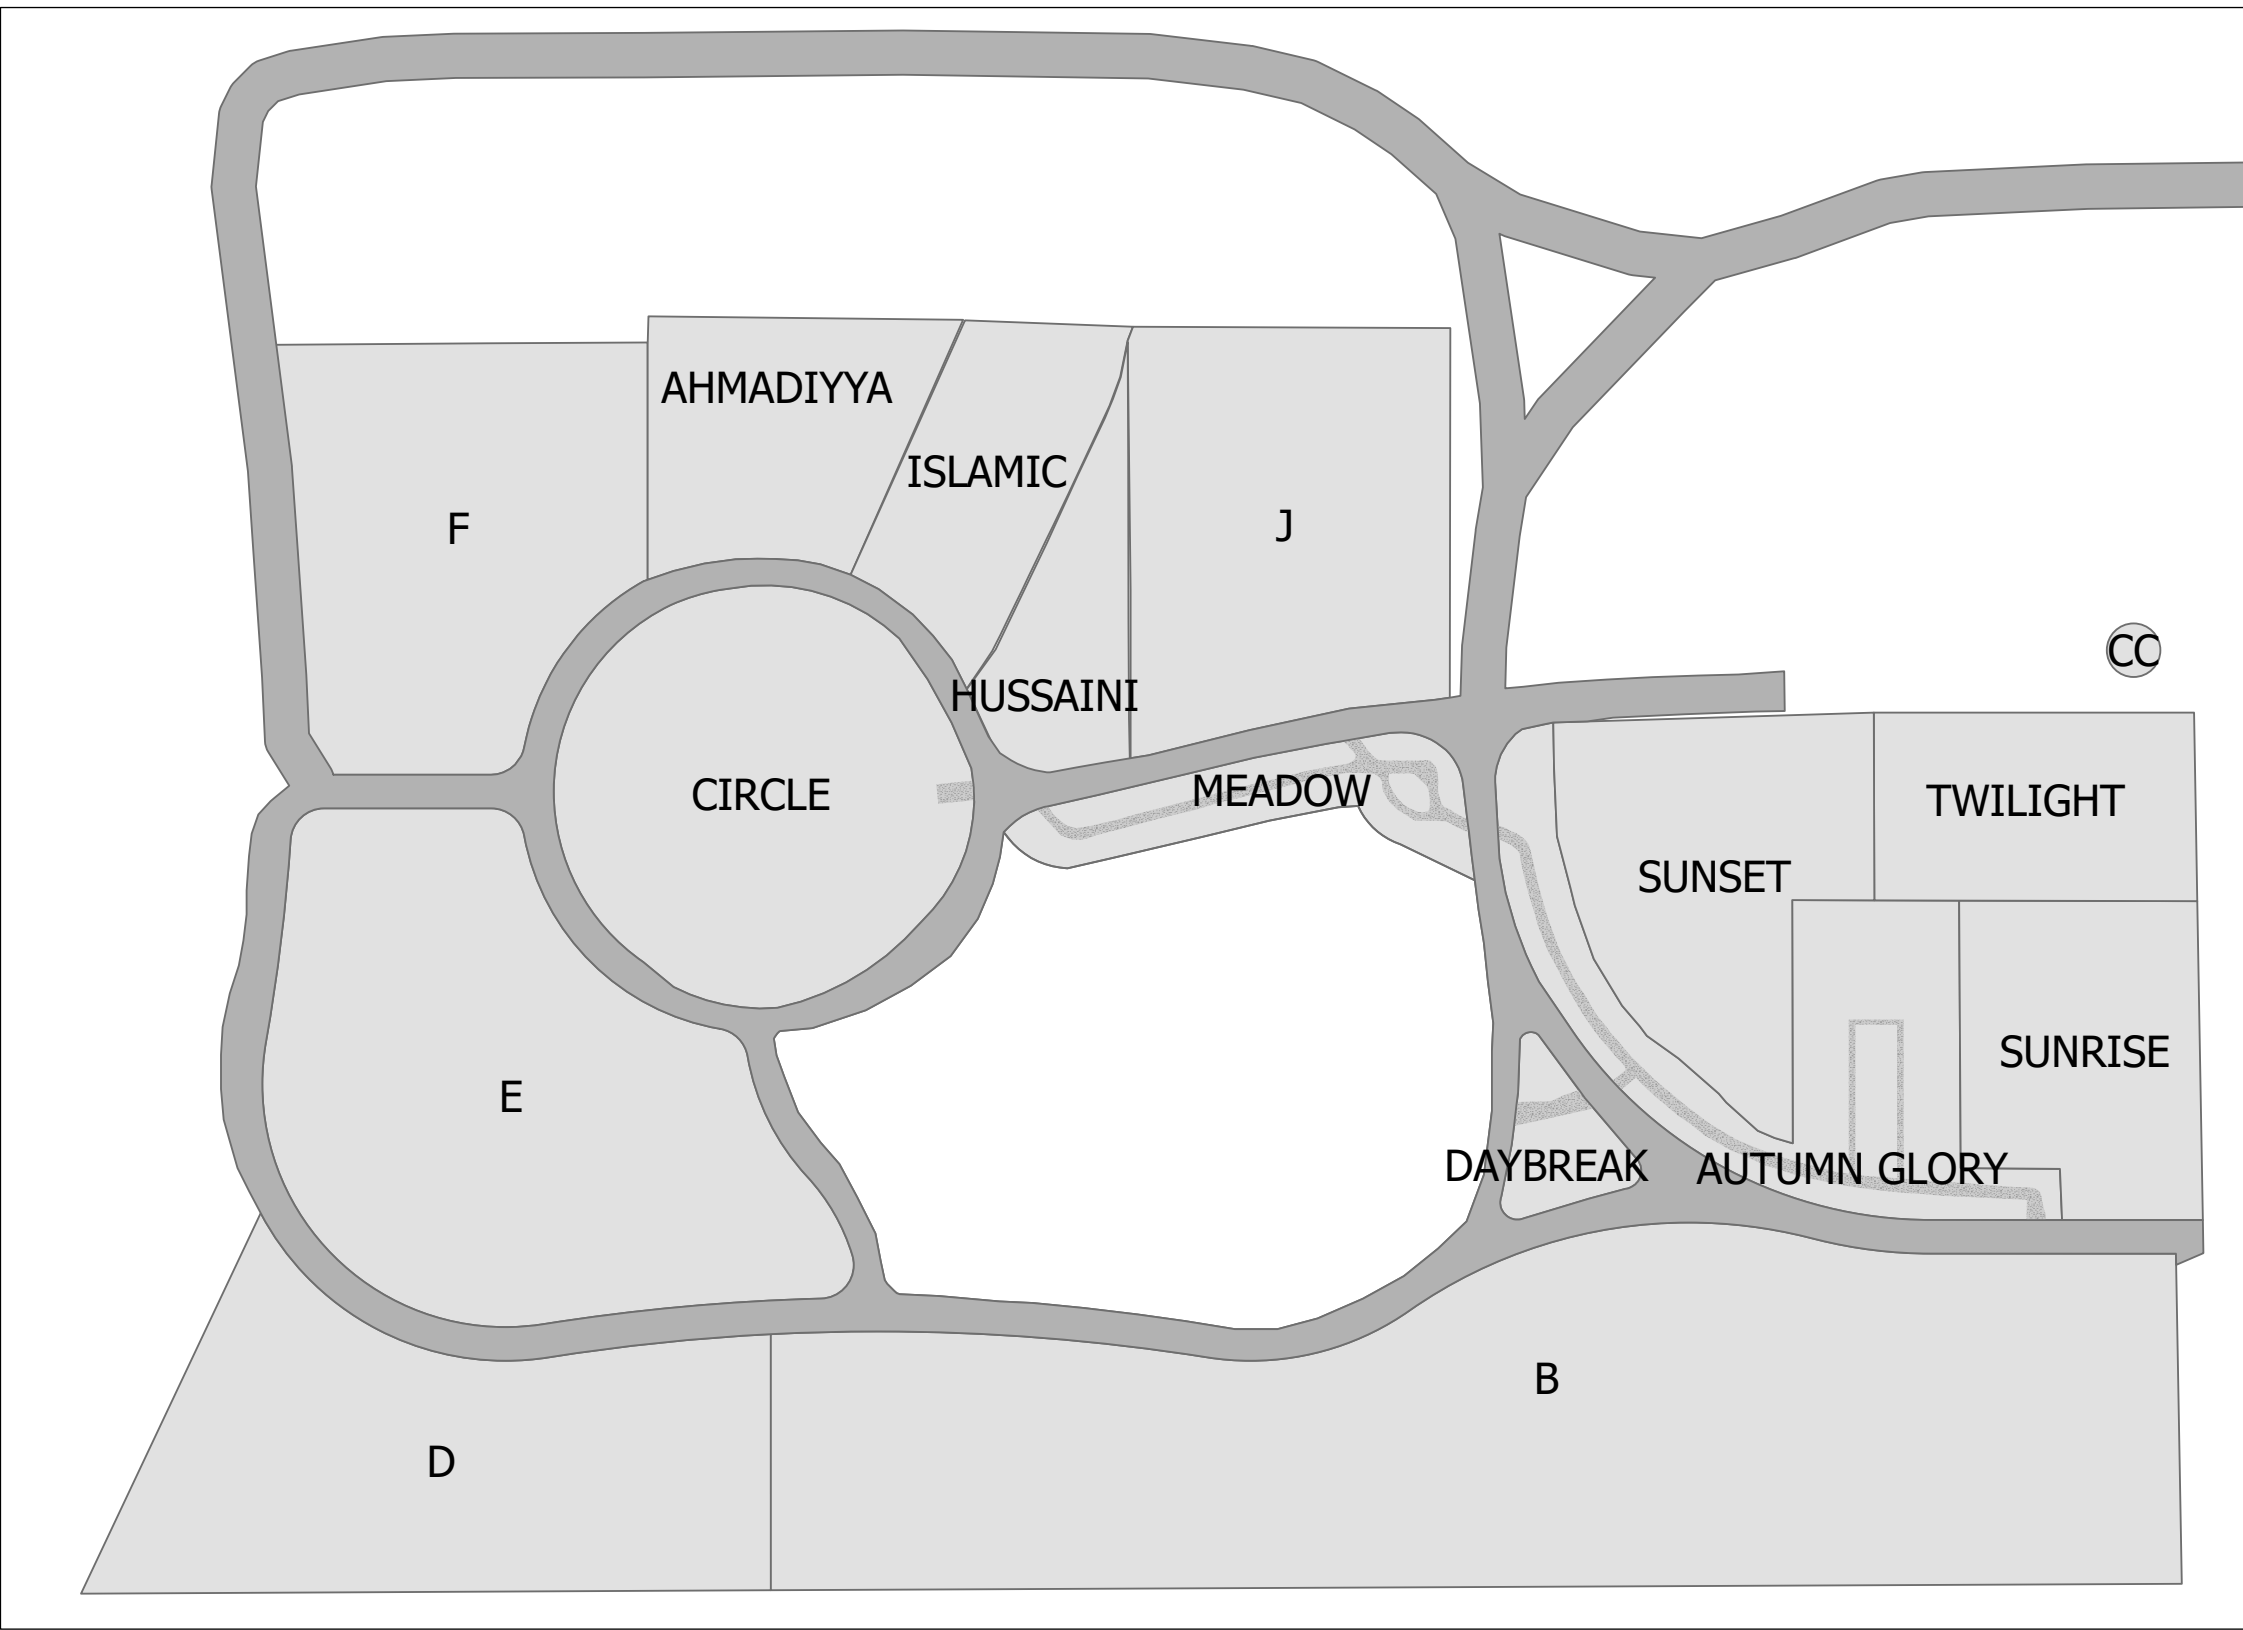 AHMADIYYA
ISLAMIC
F
J
CC
HUSSAINI
CIRCLE
MEADOW
TWILIGHT
SUNSET
SUNRISE
E
DAYBREAK
AUTUMN GLORY
B
D